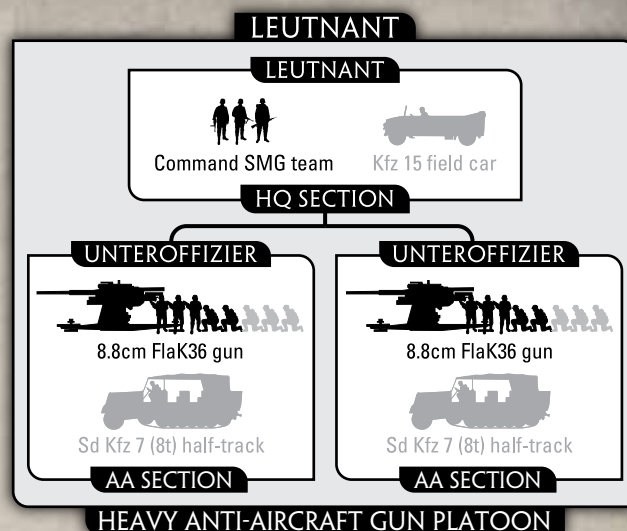 LEUTNANT
LEUTNANT
Command SMG team
Kfz 15 field car
HQ SECTION
UNTEROFFIZIER
8.8cm FlaK36 gun
Sd Kfz 7 (8t) half-track
AA SECTION
UNTEROFFIZIER
8.8cm FlaK36 gun
Sd Kfz 7 (8t) half-track
AA SECTION
HEAVY ANTI-AIRCRAFT GUN PLATOON